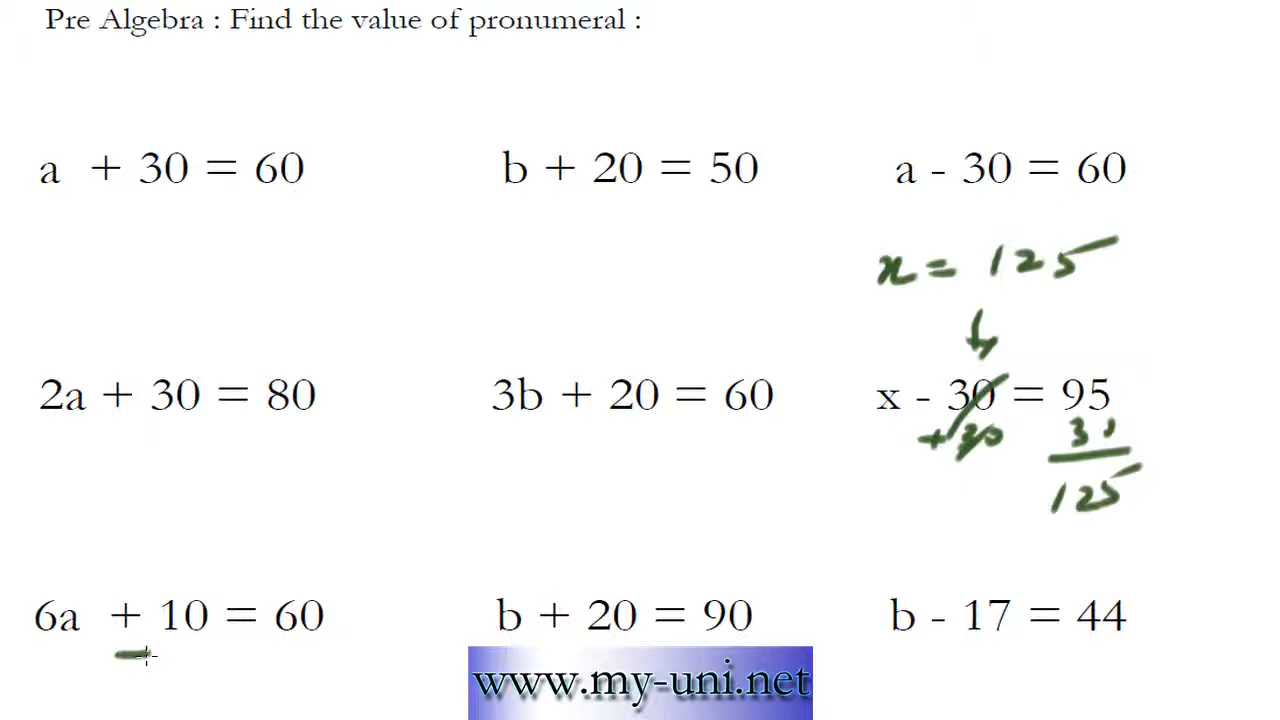 Pre Algebra : Find the value of pronumeral :
a + 30 = 60
b + 20 = 50
a - 30 = 60
x = 125
2a + 30 = 80
3b + 20 = 60
x - 30 = 95
+ 30
30
125
6a + 10 = 60
b + 20 = 90
b - 17 = 44
www.my-uni.net